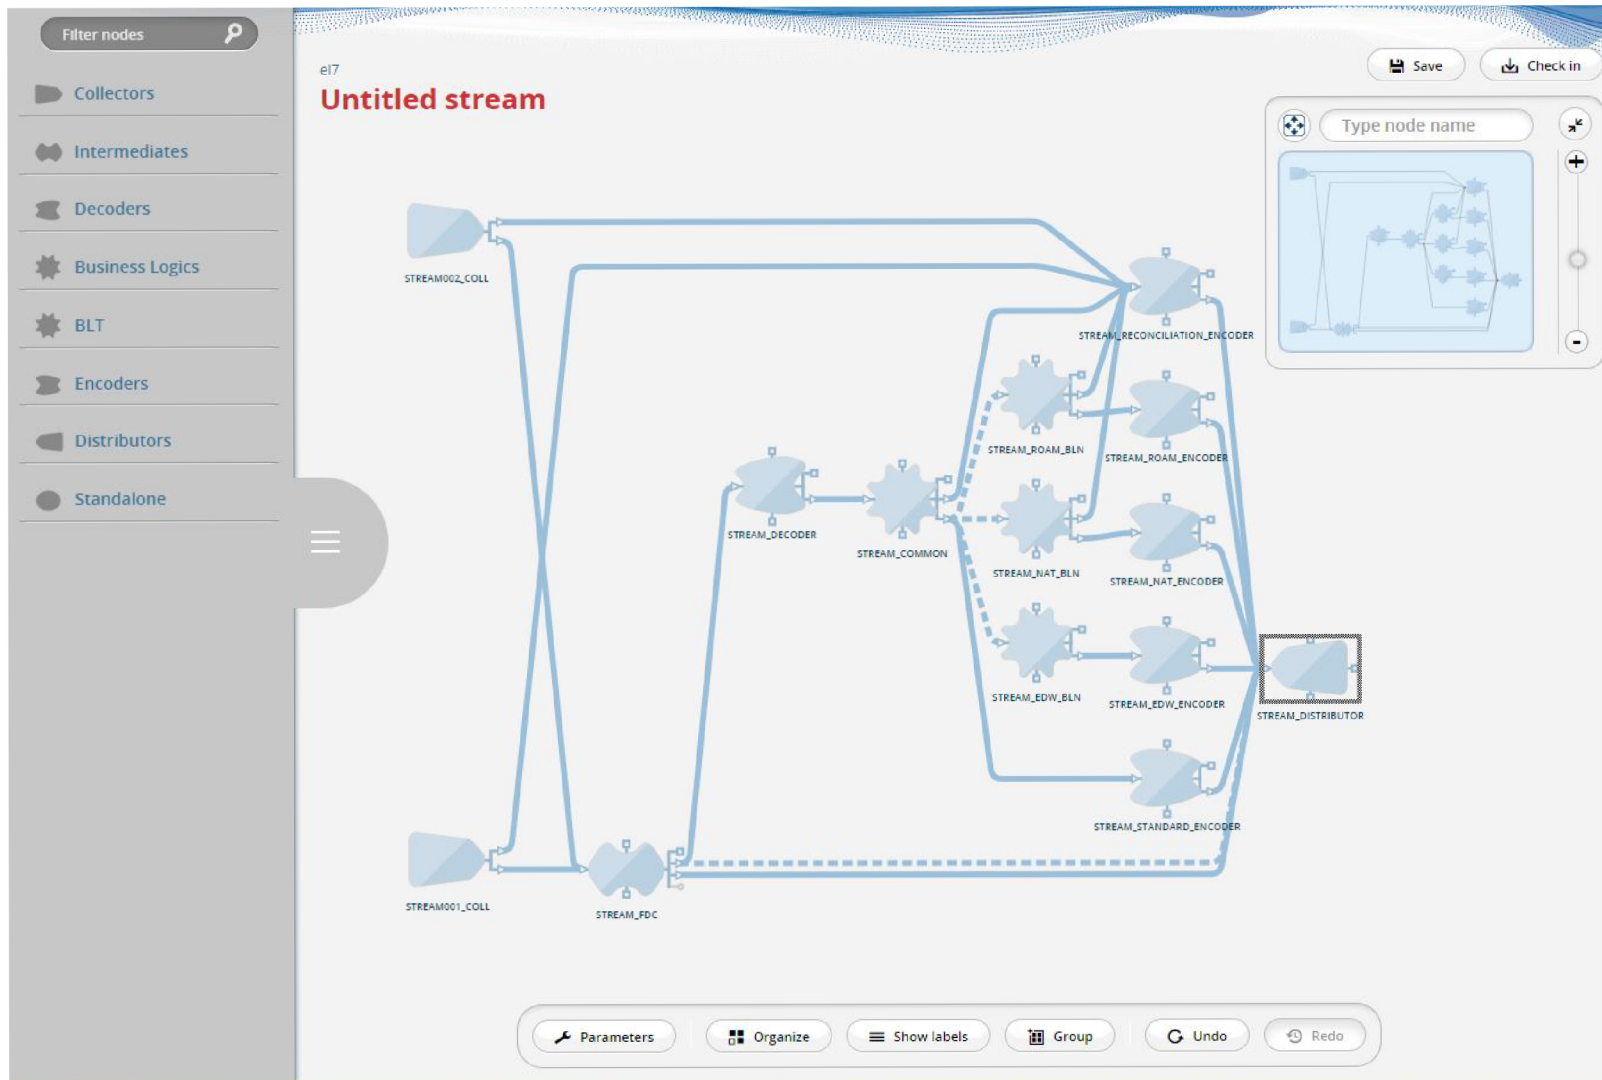 Filter nodes
Collectors
Intermediates
Decoders
Business Logics
BLT
Encoders
Distributors
Standalone
el7
Untitled stream
Save
Check in
Type node name
STREAM002_COLL
STREAM_RECONCILIATION_ENCODER
STREAM_ROAM_BLN
STREAM_ROAM_ENCODER
STREAM_DECODER
STREAM_COMMON
STREAM_NAT_BLN
STREAM_NAT_ENCODER
STREAM_EDW_BLN
STREAM_EDW_ENCODER
STREAM_DISTRIBUTOR
STREAM_STANDARD_ENCODER
STREAM001_COLL
STREAM_FDC
Parameters
Organize
Show labels
Group
Undo
Redo